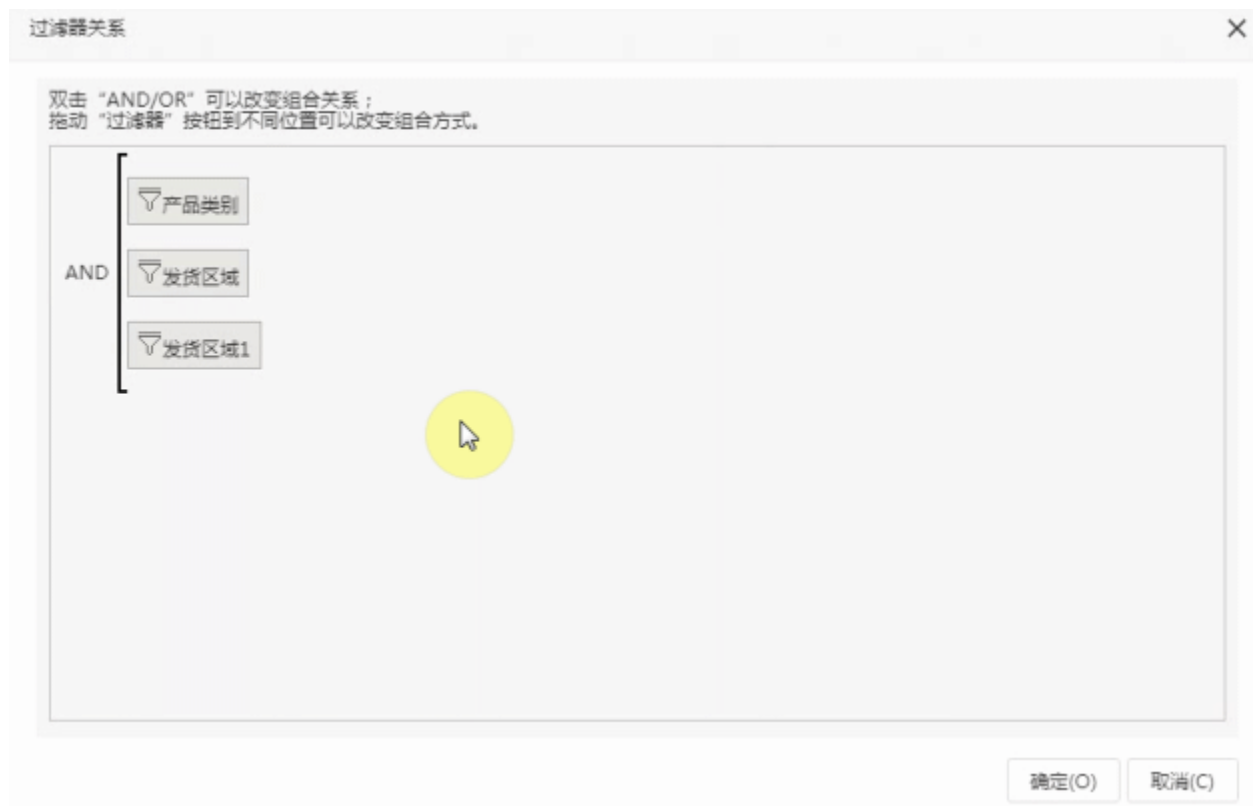 过滤器关系
双击“AND/OR”可以改变组合关系；
拖动“过滤器”按钮到不同位置可以改变组合方式。
产品类别
AND
发货区域
发货区域1
确定(O)
取消(C)